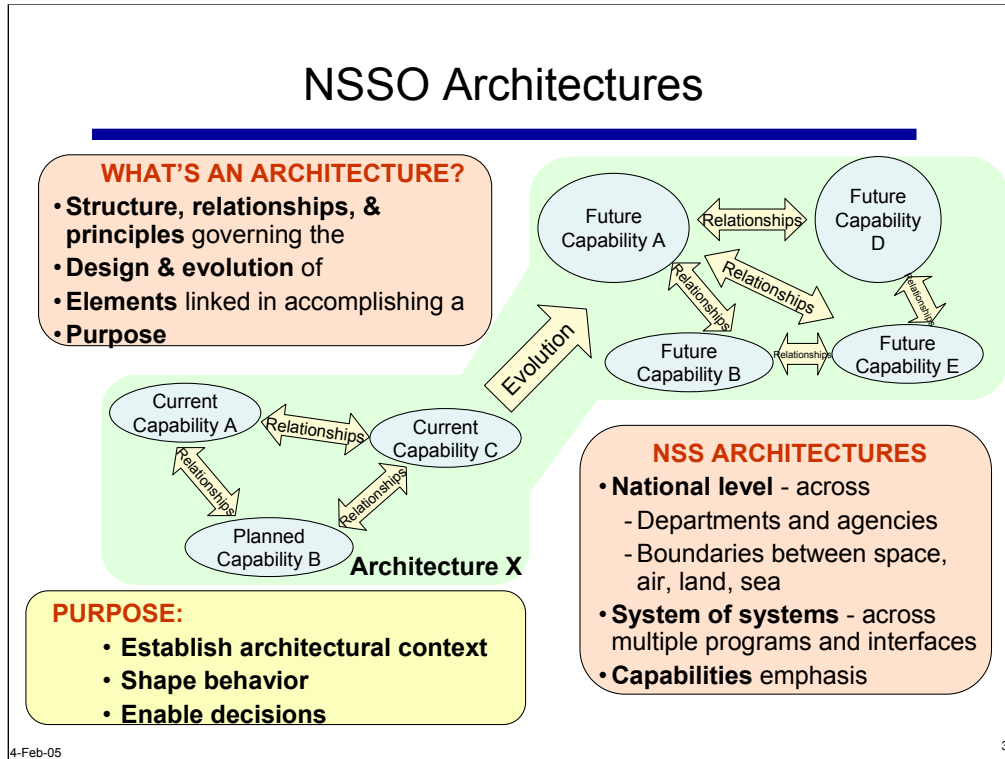 NSSO Architectures
WHAT'S AN ARCHITECTURE?
• Structure, relationships, &
principles governing the
• Design & evolution of
• Elements linked in accomplishing a
• Purpose
Future
Capability A
Relationships
Future
Capability
D
Relationships
Relationships
Relationships
Future
Capability B
Relationships
Future
Capability E
Evolution
Current
Capability A
Relationships
Current
Capability C
Relationships
Relationships
Planned
Capability B
Architecture X
NSS ARCHITECTURES
• National level - across
- Departments and agencies
- Boundaries between space,
air, land, sea
• System of systems - across
multiple programs and interfaces
• Capabilities emphasis
PURPOSE:
• Establish architectural context
• Shape behavior
• Enable decisions
4-Feb-05
3